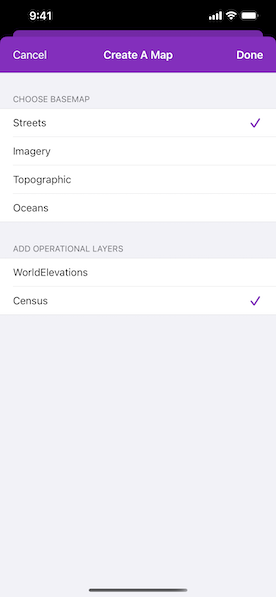 9:41
Cancel Create A Map Done
CHOOSE BASEMAP
Streets
Imagery
Topographic
Oceans
ADD OPERATIONAL LAYERS
WorldElevations
Census